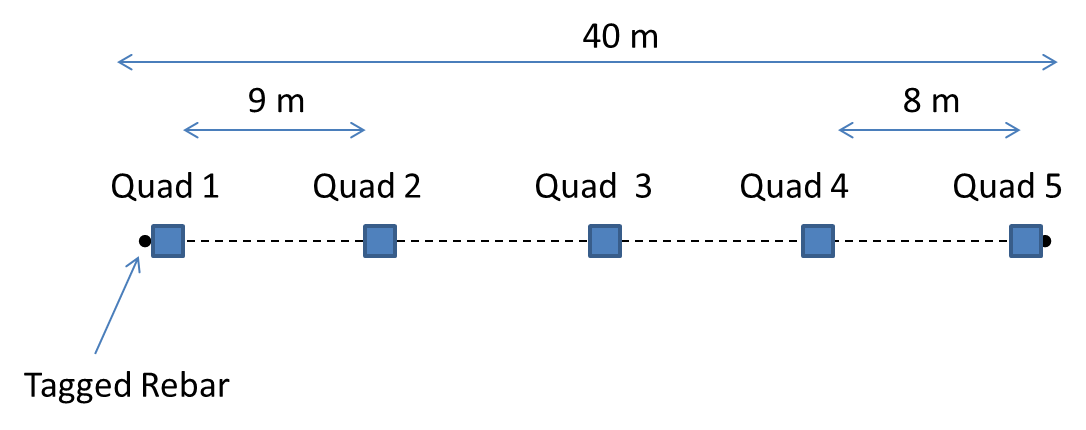 40 m
9 m
8 m
Quad 1
Quad 2
Quad 3
Quad 4
Quad 5
Tagged Rebar